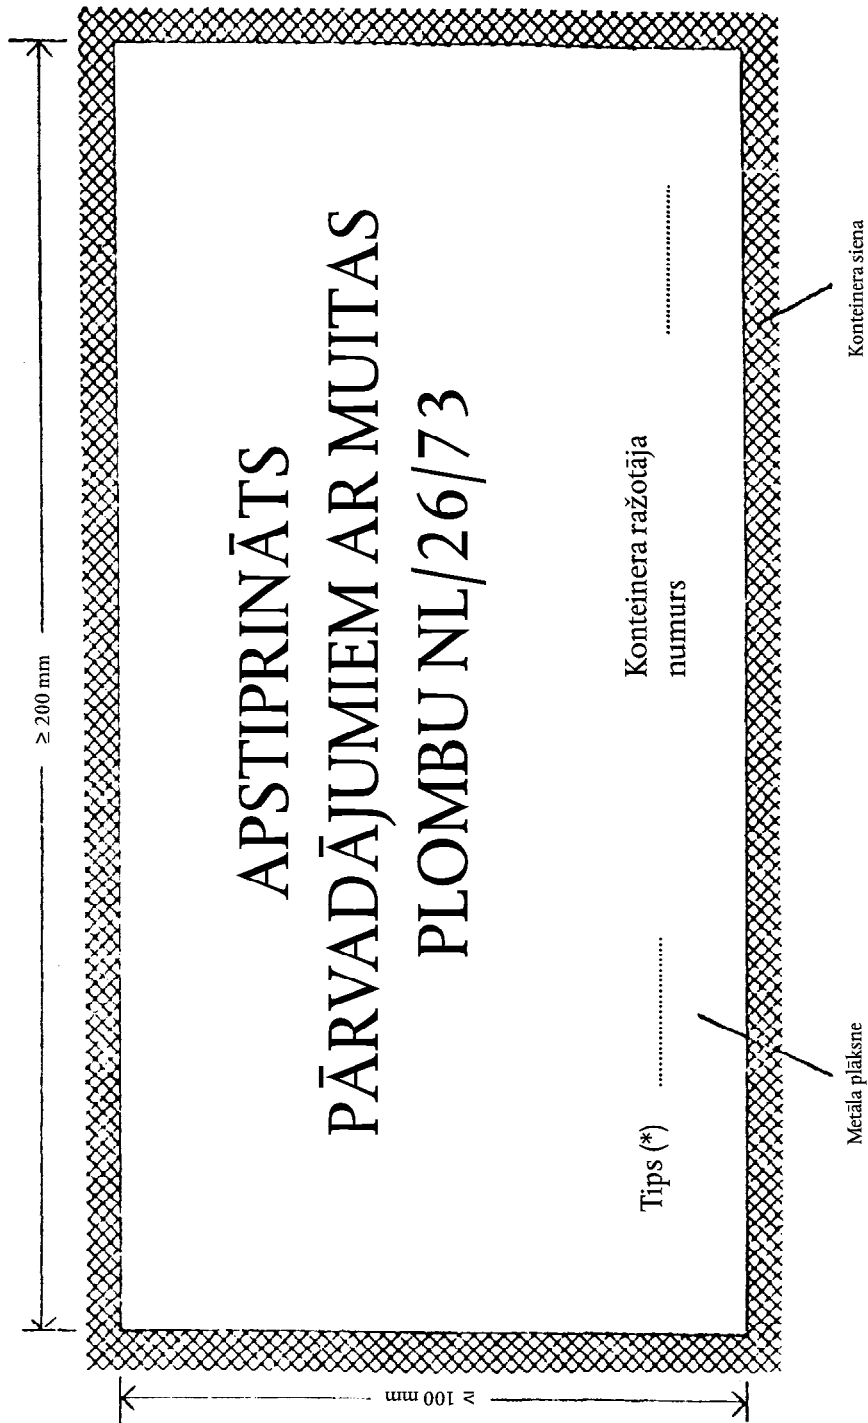 ≥ 200 mm
≥ 100 mm
APSTIPRINĀTS
PĀRVADĀJUMIEM AR MUITAS
PLOMBU NL/26/73
Tips (*) ........................
Konteinera ražotāja
numurs ........................
Metāla plāksne
Konteinera siena